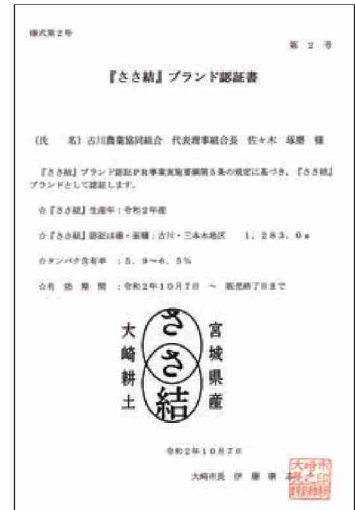 様式第2号
第 2 号
『ささ結』ブランド認証書
(氏 名) 古川農業協同組合 代表理事組合長 佐々木 琢磨 様
『ささ結』ブランド認証PR事業実施要綱第5条の規定に基づき、『ささ結』
ブランドとして認証します。
☆『ささ結』生産年:令和2年産
☆『ささ結』認証ほ場・面積:古川・三本木地区 1,283.0a
☆タンパク含有率 :5.9~6.5%
☆有 効 期 間 :令和2年10月7日 ~ 販売終了日まで
宮城県産
ささ結
大崎耕土
令和2年10月7日
大崎市長 伊 藤 康